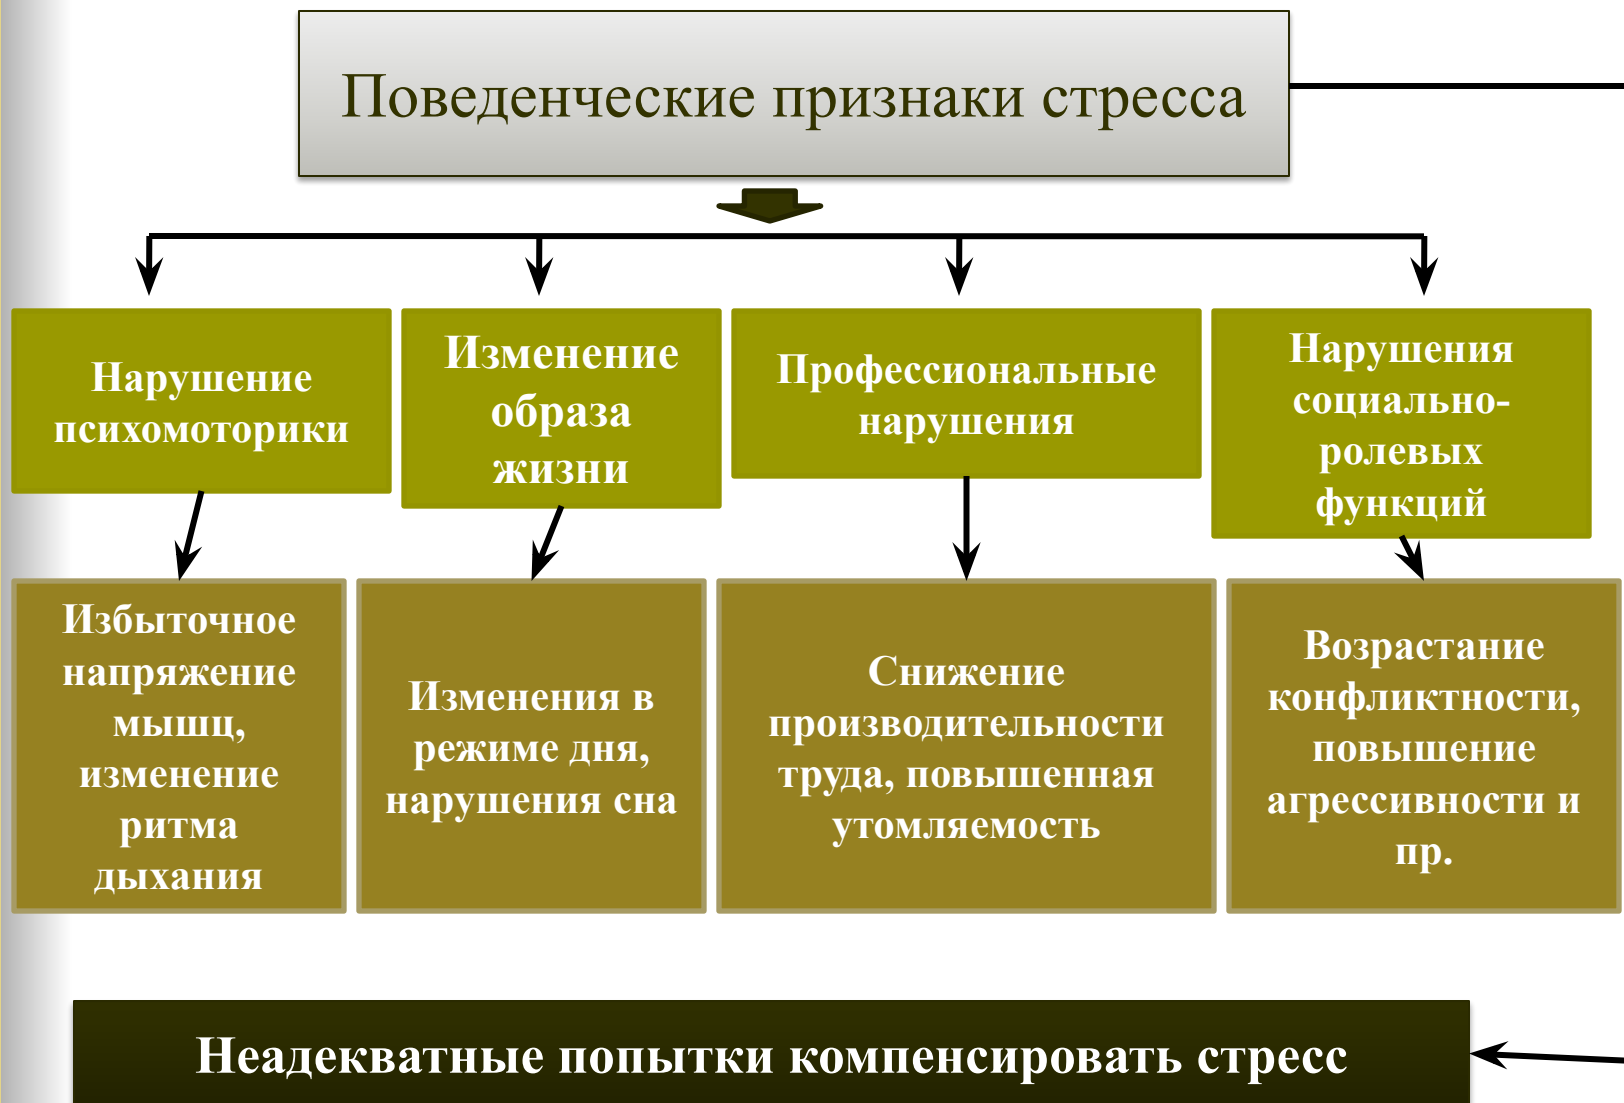 Поведенческие признаки стресса
Нарушение
психомоторики
Изменение
образа
жизни
Профессиональные
нарушения
Нарушения
социально-
ролевых
функций
Избыточное
напряжение
мышц,
изменение
ритма
дыхания
Изменения в
режиме дня,
нарушения сна
Снижение
производительности
труда, повышенная
утомляемость
Возрастание
конфликтности,
повышение
агрессивности и
пр.
Неадекватные попытки компенсировать стресс